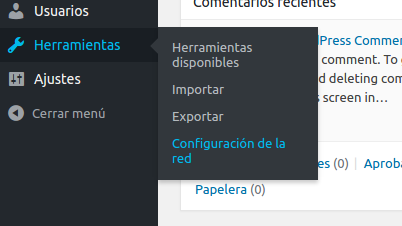 Usuarios
Comentarios recientes
Herramientas
Herramientas
disponibles
Importar
Exportar
Configuración de la
red
Ajustes
Cerrar menú
Press Comme
comment. To
d deleting com
s screen in...
es (0) | Aproba
Papelera (0)